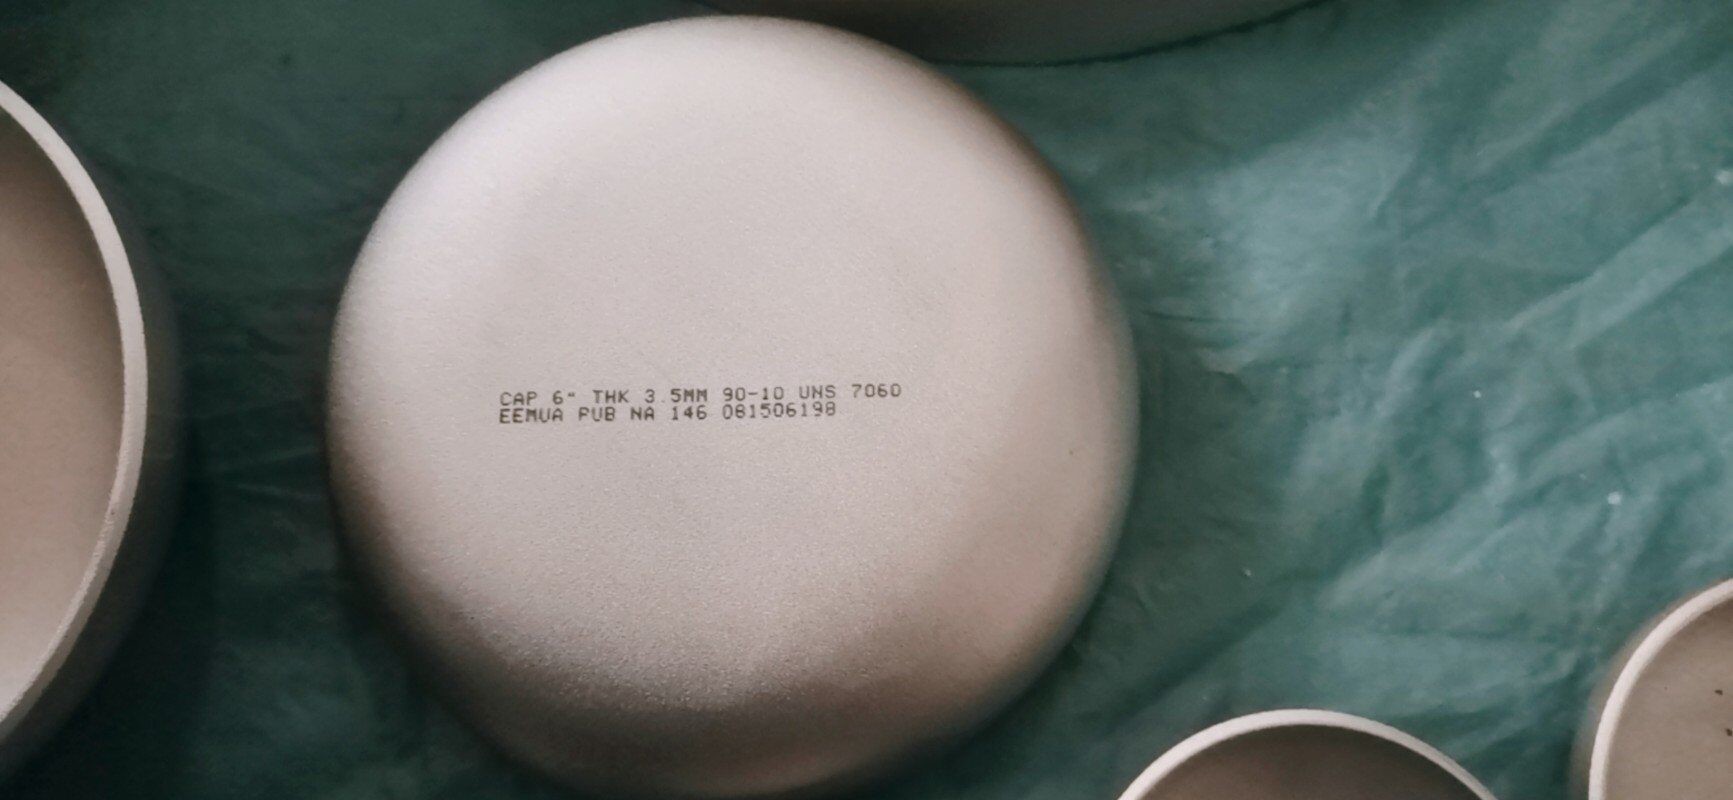 CAP 6" THK 3.5MM 90-10 UNS 7060
EEMUA PUB NA 146 081506198